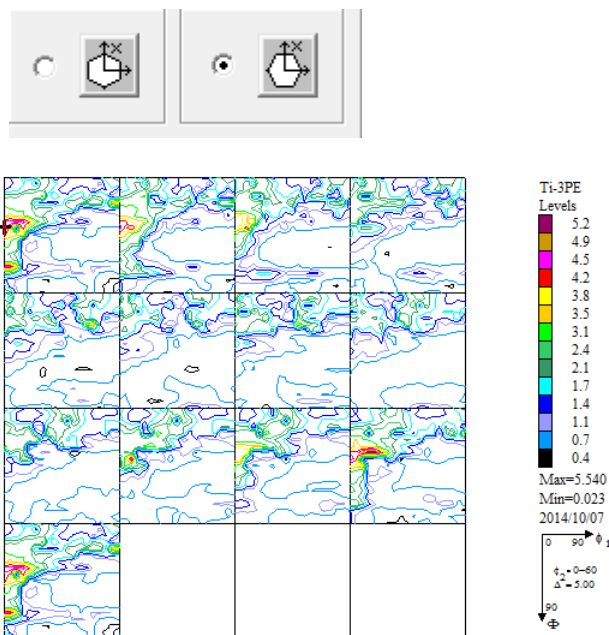 X
X
Ti-3PE
Levels
5.2
4.9
4.5
4.2
3.8
3.5
3.1
2.4
2.1
1.7
1.4
1.1
0.7
0.4
Max=5.540
Min=0.023
2014/10/07
0 90 ϕ1
ϕ2= 0-60
Δ = 5.00
90
Φ